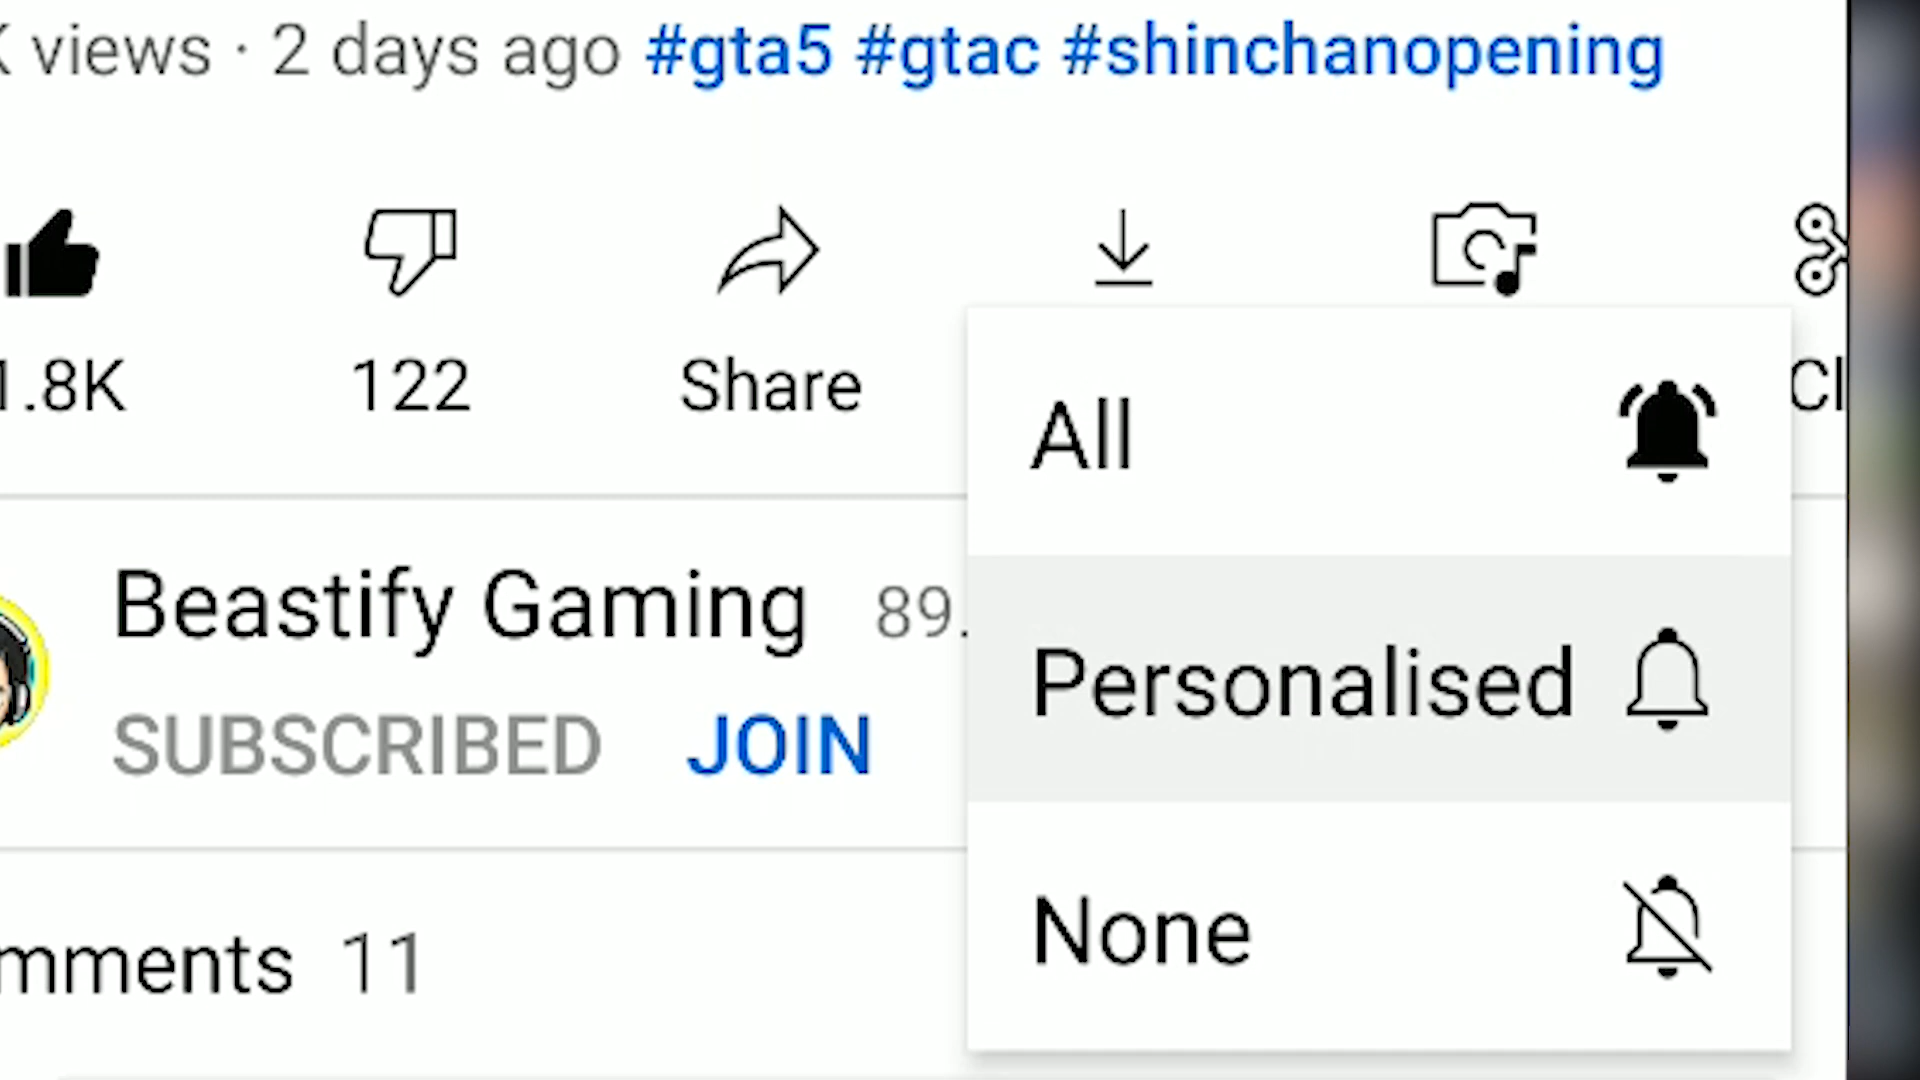 K views · 2 days ago #gta5 #gtac #shinchanopening
1.8K
122
Share
Cl
All
Personalised
None
Beastify Gaming 89.
SUBSCRIBED JOIN
mments 11